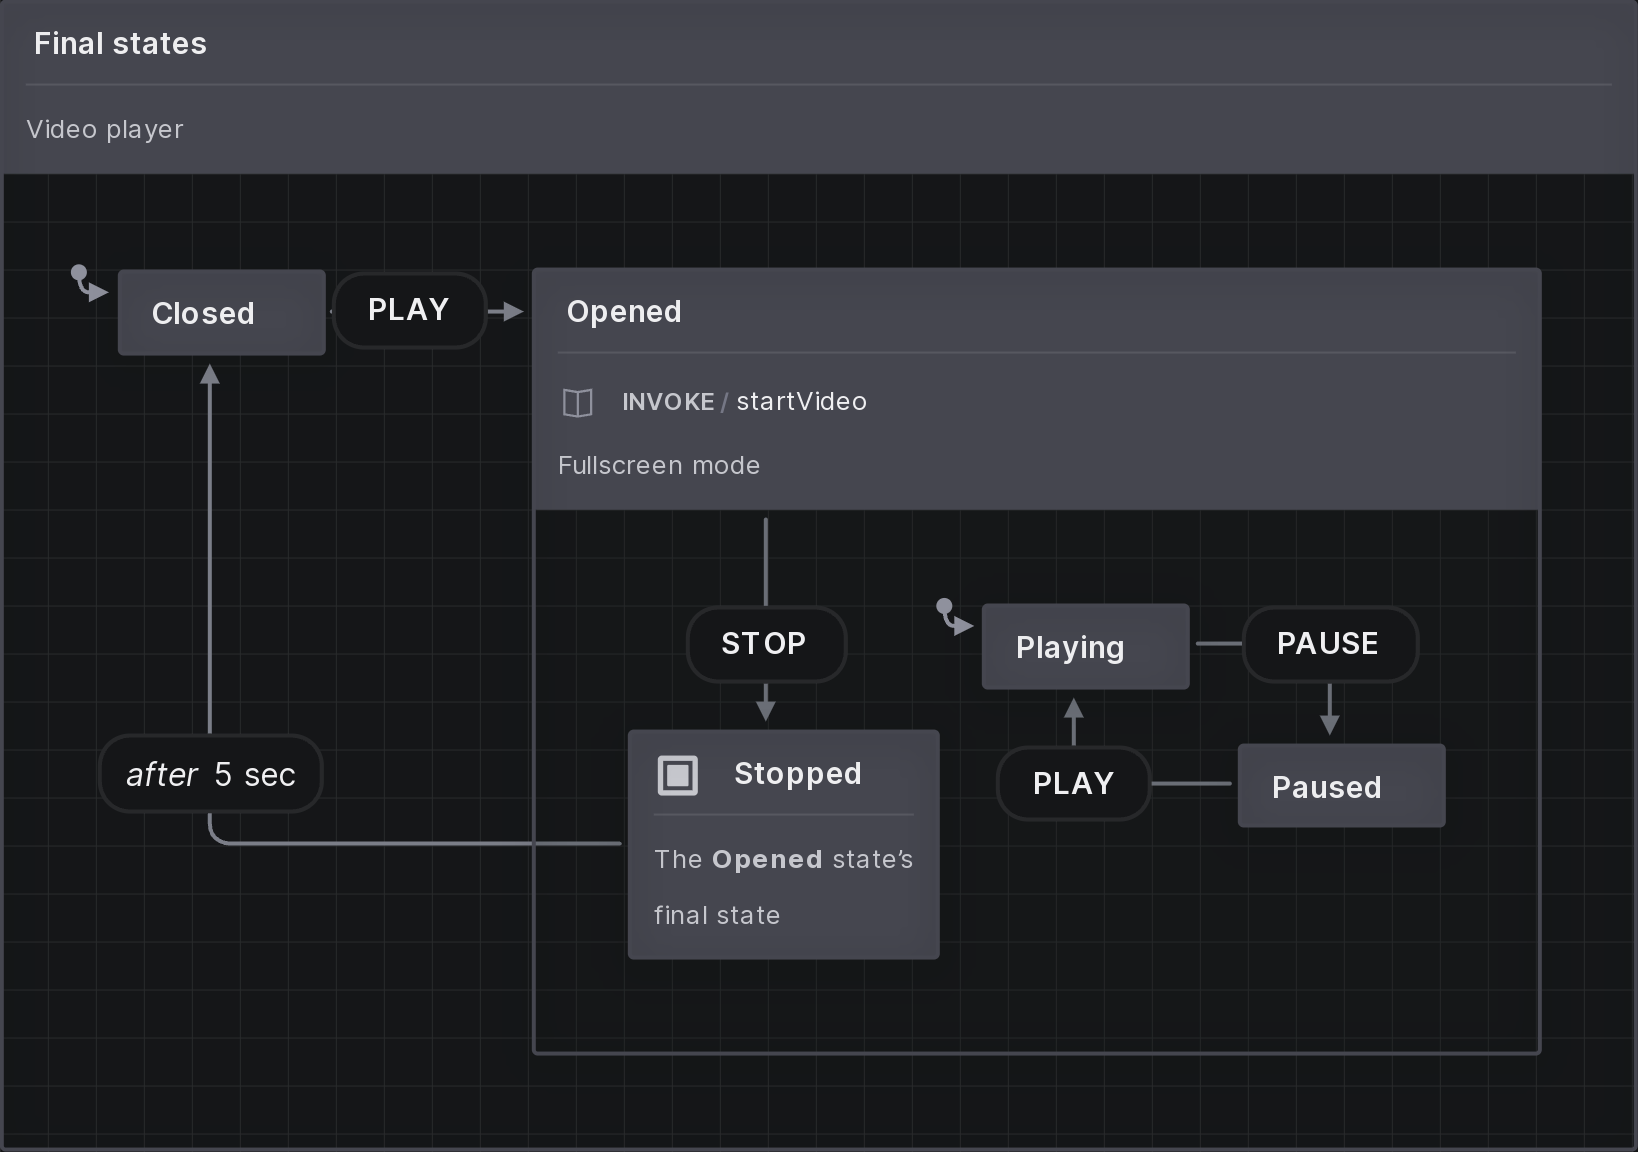 Final states
Video player
Closed
PLAY
Opened
INVOKE / startVideo
Fullscreen mode
STOP
Playing
PAUSE
after 5 sec
Stopped
The Opened state’s
final state
PLAY
Paused